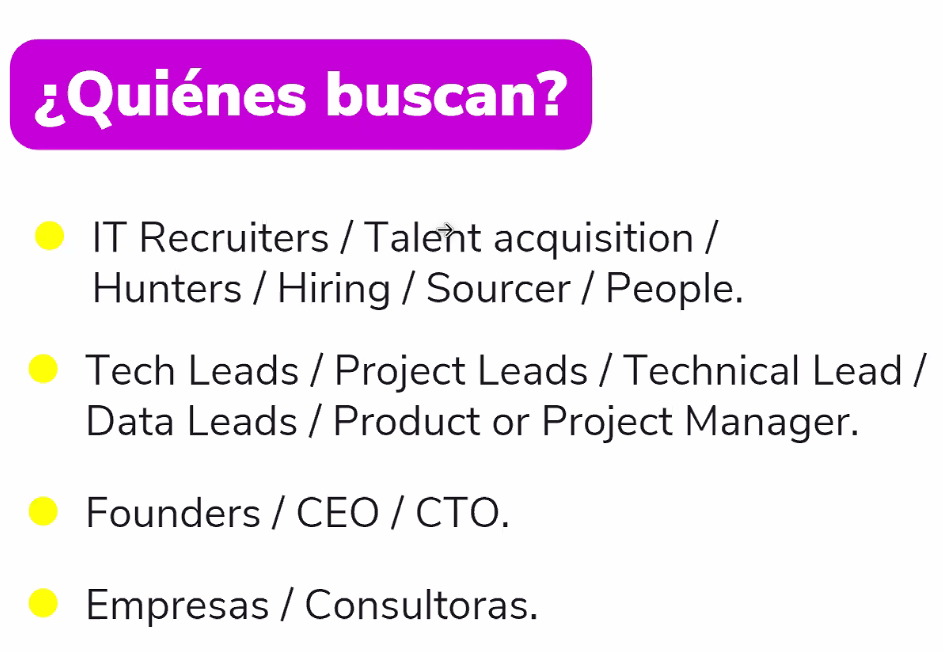 ¿Quiénes buscan?
IT Recruiters / Talent acquisition /
Hunters / Hiring / Sourcer / People.
Tech Leads / Project Leads / Technical Lead /
Data Leads / Product or Project Manager.
Founders / CEO / CTO.
Empresas / Consultoras.